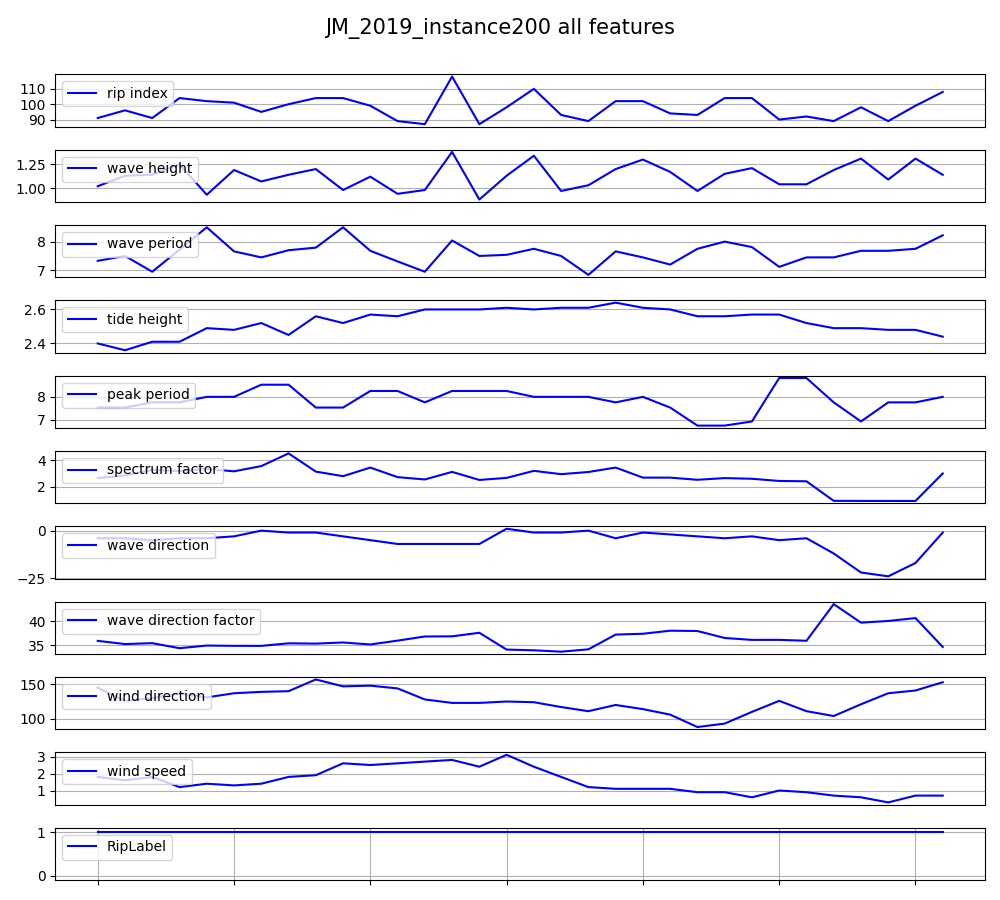 JM_2019_instance200 all features
110
100
90
rip index
1.25
1.00
wave height
8
7
wave period
2.6
2.4
tide height
8
7
peak period
4
2
spectrum factor
0
−25
wave direction
40
35
wave direction factor
150
100
wind direction
3
2
1
wind speed
1
0
RipLabel